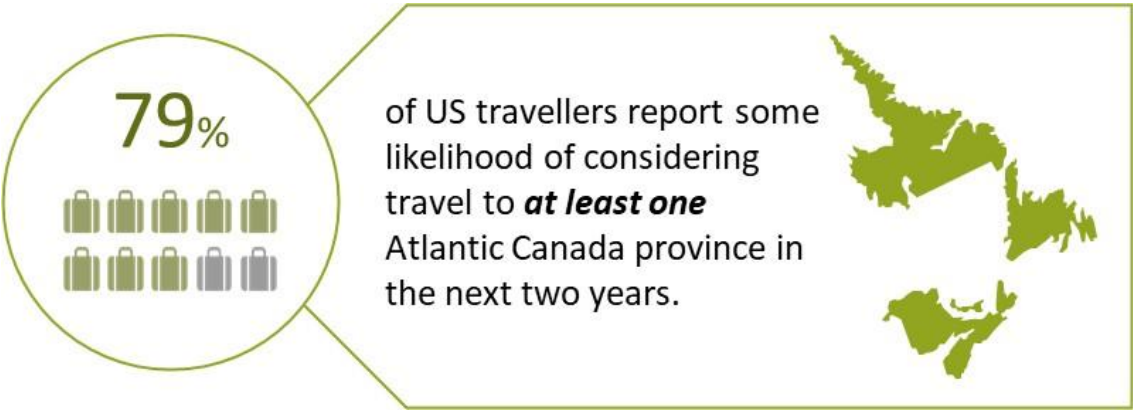 79%
of US travellers report some
likelihood of considering
travel to at least one
Atlantic Canada province in
the next two years.